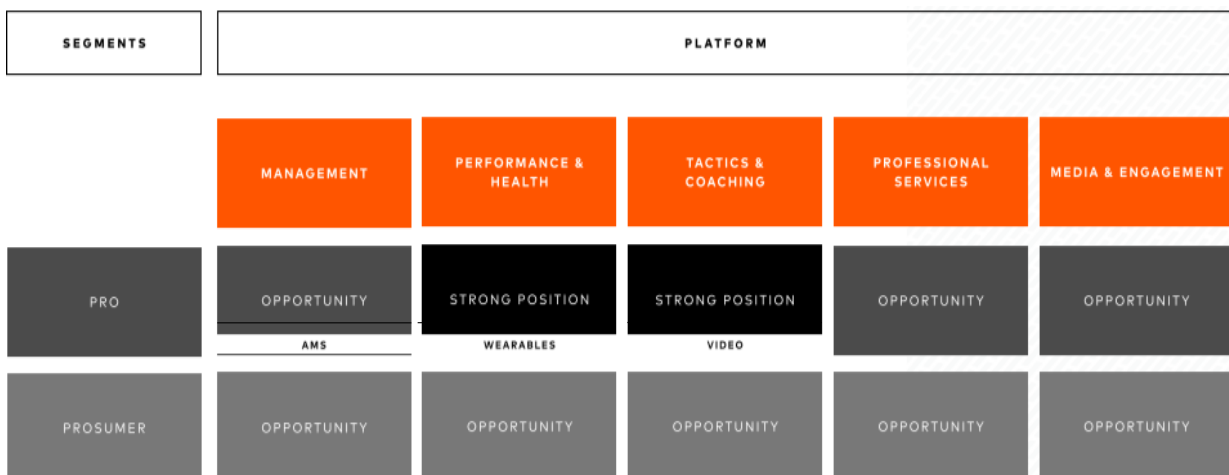 SEGMENTS
PLATFORM
MANAGEMENT
PERFORMANCE &
HEALTH
TACTICS &
COACHING
PROFESSIONAL
SERVICES
MEDIA & ENGAGEMENT
PRO
OPPORTUNITY
STRONG POSITION
STRONG POSITION
OPPORTUNITY
OPPORTUNITY
AMS
WEARABLES
VIDEO
PROSUMER
OPPORTUNITY
OPPORTUNITY
OPPORTUNITY
OPPORTUNITY
OPPORTUNITY